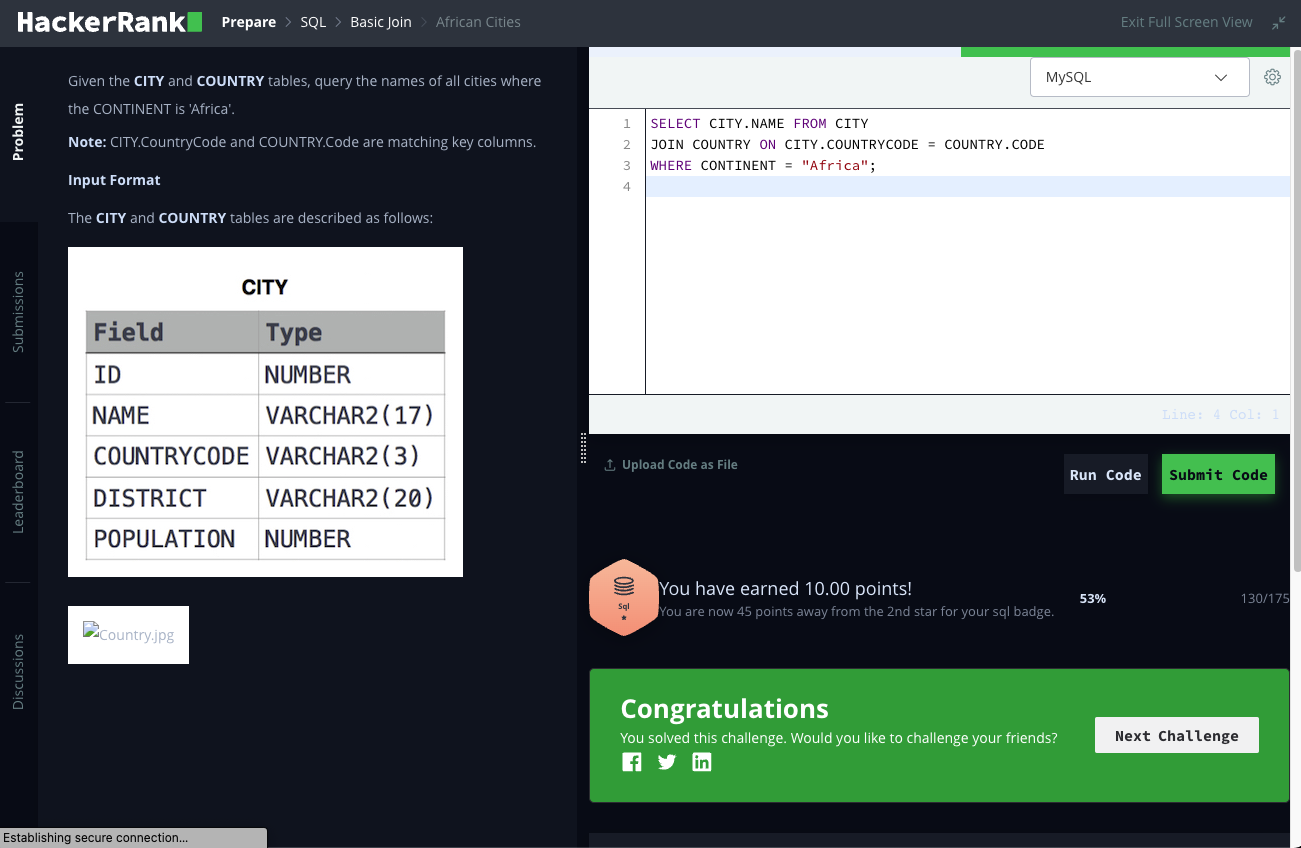 HackerRank
Prepare > SQL > Basic Join > African Cities
Exit Full Screen View
Problem
Submissions
Leaderboard
Discussions
Given the CITY and COUNTRY tables, query the names of all cities where
the CONTINENT is 'Africa'.
Note: CITY.CountryCode and COUNTRY.Code are matching key columns.
Input Format
The CITY and COUNTRY tables are described as follows:
CITY
Field Type
ID NUMBER
NAME VARCHAR2(17)
COUNTRYCODE VARCHAR2(3)
DISTRICT VARCHAR2(20)
POPULATION NUMBER
Country.jpg
Establishing secure connection...
MySQL
1 SELECT CITY.NAME FROM CITY
2 JOIN COUNTRY ON CITY.COUNTRYCODE = COUNTRY.CODE
3 WHERE CONTINENT = "Africa";
4
Line: 4 Col: 1
Upload Code as File
Run Code
Submit Code
Sql
You have earned 10.00 points!
You are now 45 points away from the 2nd star for your sql badge.
53%
130/175
Congratulations
You solved this challenge. Would you like to challenge your friends?
Next Challenge